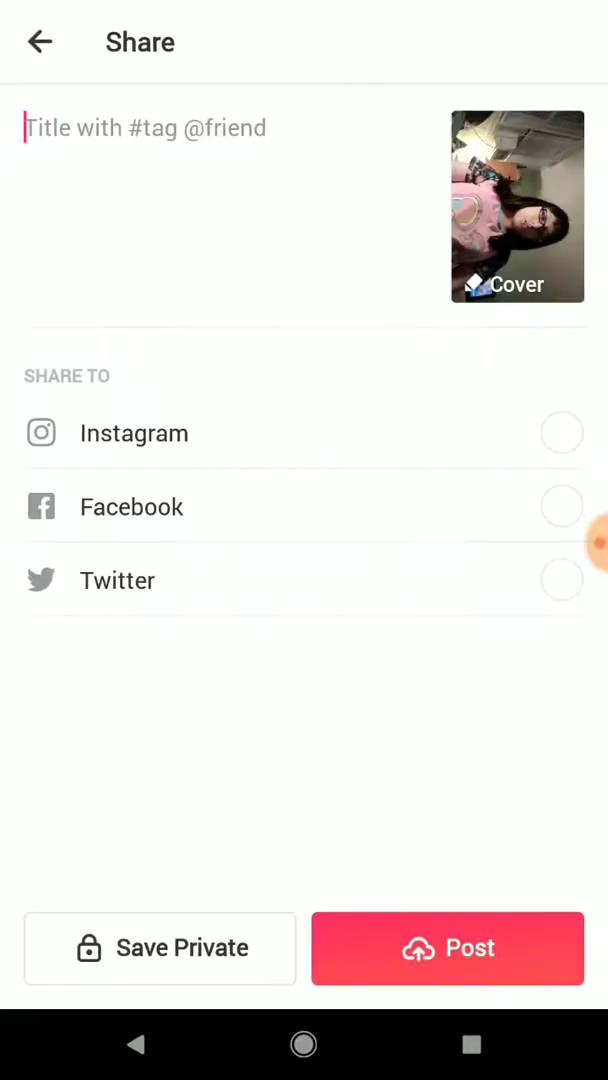 Share
Title with #tag @friend
Cover
SHARE TO
Instagram
Facebook
Twitter
Save Private
Post